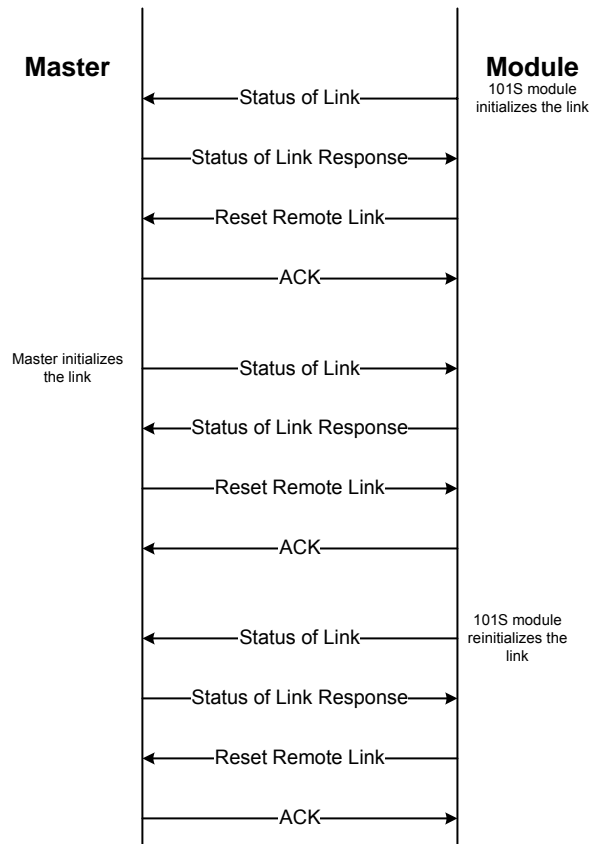 Master
Module
101S module
initializes the link
Status of Link
Status of Link Response
Reset Remote Link
ACK
Master initializes
the link
Status of Link
Status of Link Response
Reset Remote Link
ACK
101S module
reinitializes the
link
Status of Link
Status of Link Response
Reset Remote Link
ACK